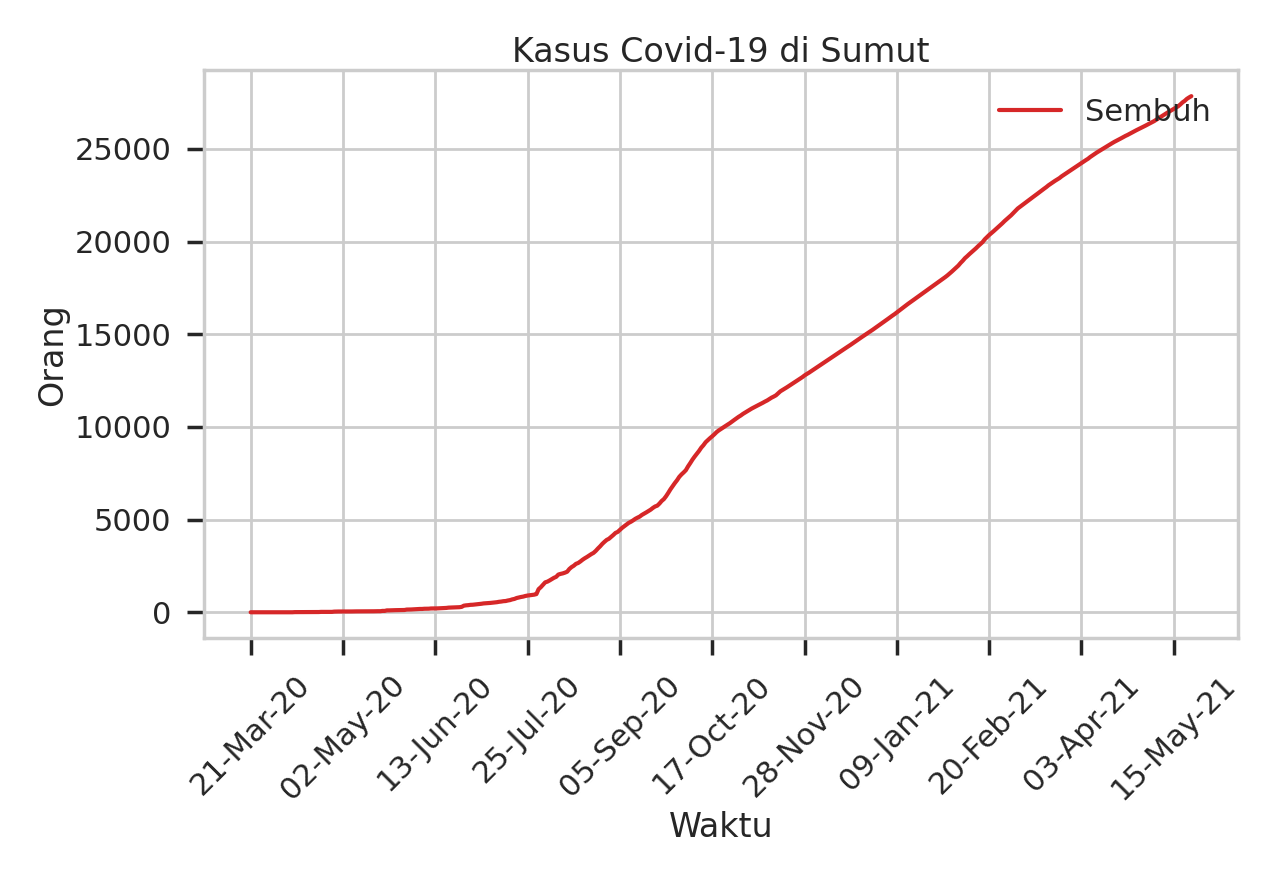 Kasus Covid-19 di Sumut
Sembuh
Orang
25000
20000
15000
10000
5000
0
21-Mar-20
02-May-20
13-Jun-20
25-Jul-20
05-Sep-20
17-Oct-20
28-Nov-20
09-Jan-21
20-Feb-21
03-Apr-21
15-May-21
Waktu